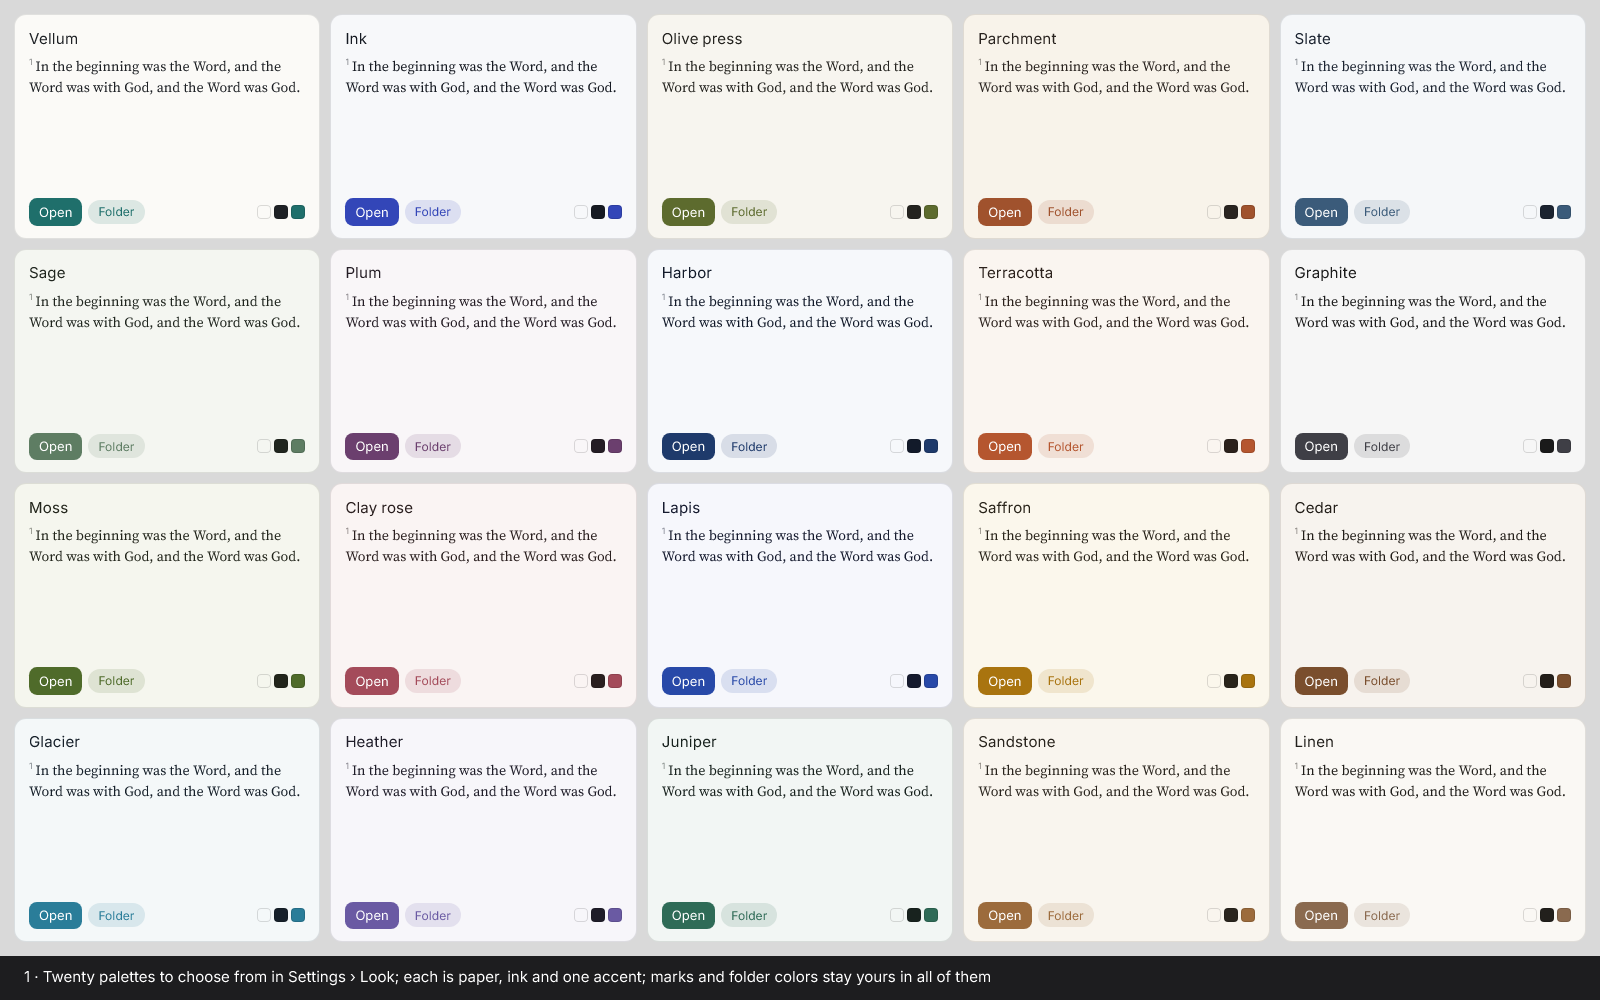 Vellum
1 In the beginning was the Word, and the
Word was with God, and the Word was God.
Open Folder
Ink
1 In the beginning was the Word, and the
Word was with God, and the Word was God.
Open Folder
Olive press
1 In the beginning was the Word, and the
Word was with God, and the Word was God.
Open Folder
Parchment
1 In the beginning was the Word, and the
Word was with God, and the Word was God.
Open Folder
Slate
1 In the beginning was the Word, and the
Word was with God, and the Word was God.
Open Folder
Sage
1 In the beginning was the Word, and the
Word was with God, and the Word was God.
Open Folder
Plum
1 In the beginning was the Word, and the
Word was with God, and the Word was God.
Open Folder
Harbor
1 In the beginning was the Word, and the
Word was with God, and the Word was God.
Open Folder
Terracotta
1 In the beginning was the Word, and the
Word was with God, and the Word was God.
Open Folder
Graphite
1 In the beginning was the Word, and the
Word was with God, and the Word was God.
Open Folder
Moss
1 In the beginning was the Word, and the
Word was with God, and the Word was God.
Open Folder
Clay rose
1 In the beginning was the Word, and the
Word was with God, and the Word was God.
Open Folder
Lapis
1 In the beginning was the Word, and the
Word was with God, and the Word was God.
Open Folder
Saffron
1 In the beginning was the Word, and the
Word was with God, and the Word was God.
Open Folder
Cedar
1 In the beginning was the Word, and the
Word was with God, and the Word was God.
Open Folder
Glacier
1 In the beginning was the Word, and the
Word was with God, and the Word was God.
Open Folder
Heather
1 In the beginning was the Word, and the
Word was with God, and the Word was God.
Open Folder
Juniper
1 In the beginning was the Word, and the
Word was with God, and the Word was God.
Open Folder
Sandstone
1 In the beginning was the Word, and the
Word was with God, and the Word was God.
Open Folder
Linen
1 In the beginning was the Word, and the
Word was with God, and the Word was God.
Open Folder
1 · Twenty palettes to choose from in Settings › Look; each is paper, ink and one accent; marks and folder colors stay yours in all of them